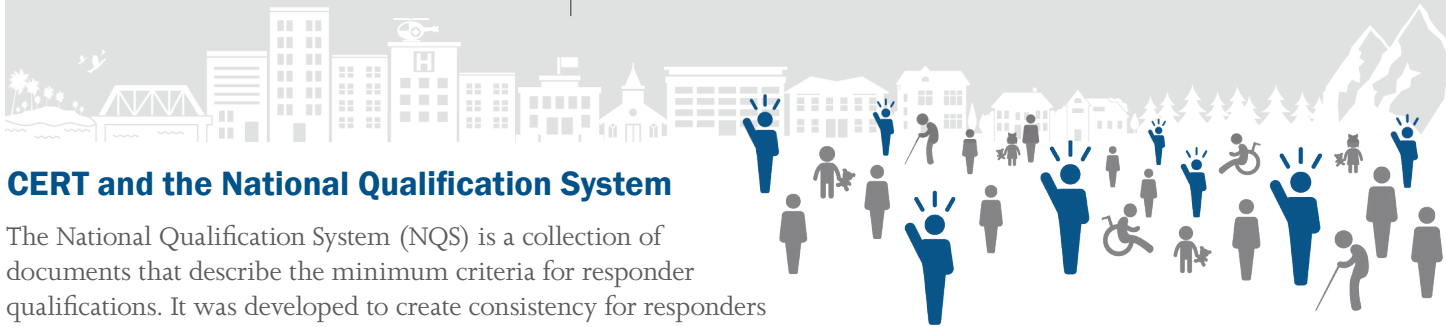 H
CERT and the National Qualification System
The National Qualification System (NQS) is a collection of
documents that describe the minimum criteria for responder
qualifications. It was developed to create consistency for responders